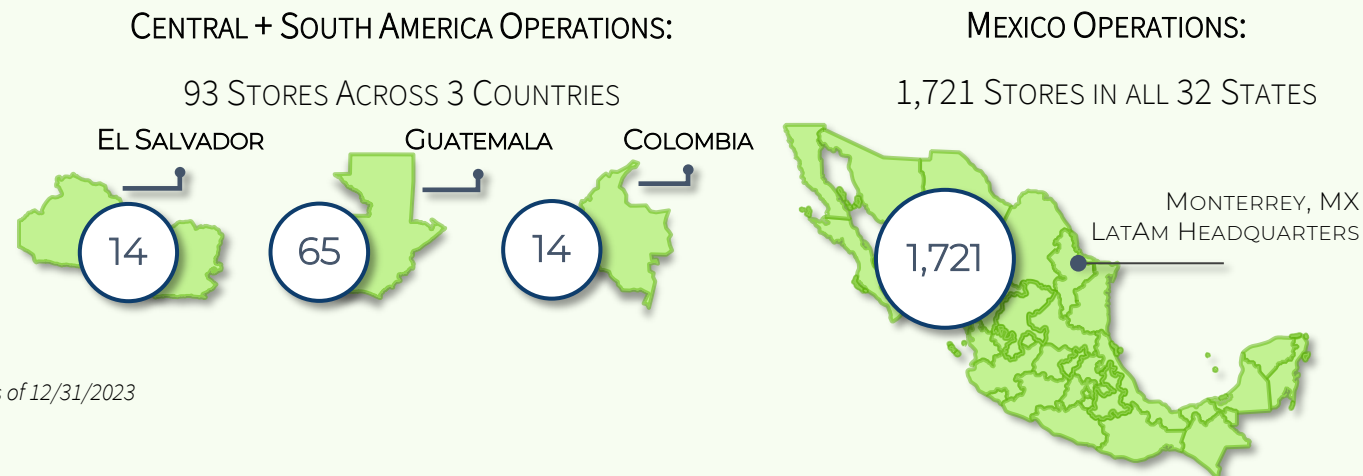 CENTRAL + SOUTH AMERICA OPERATIONS:
93 STORES ACROSS 3 COUNTRIES
EL SALVADOR
GUATEMALA
COLOMBIA
14
65
14
MEXICO OPERATIONS:
1,721 STORES IN ALL 32 STATES
1,721
MONTERREY, MX
LATAM HEADQUARTERS
of 12/31/2023